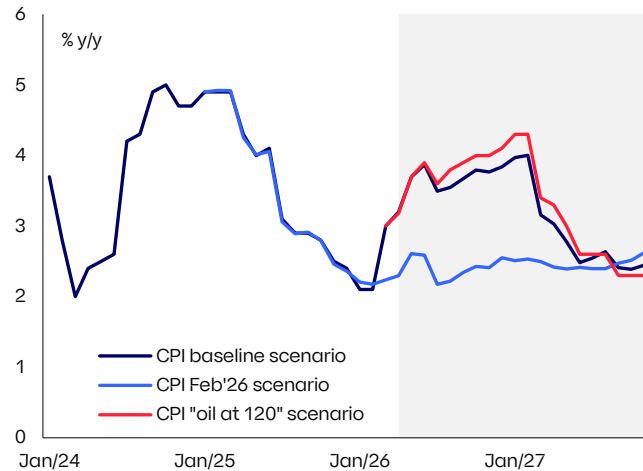 6
% y/y
5
4
3
2
1
0
CPI baseline scenario
CPI Feb'26 scenario
CPI "oil at 120" scenario
Jan/24 Jan/25 Jan/26 Jan/27